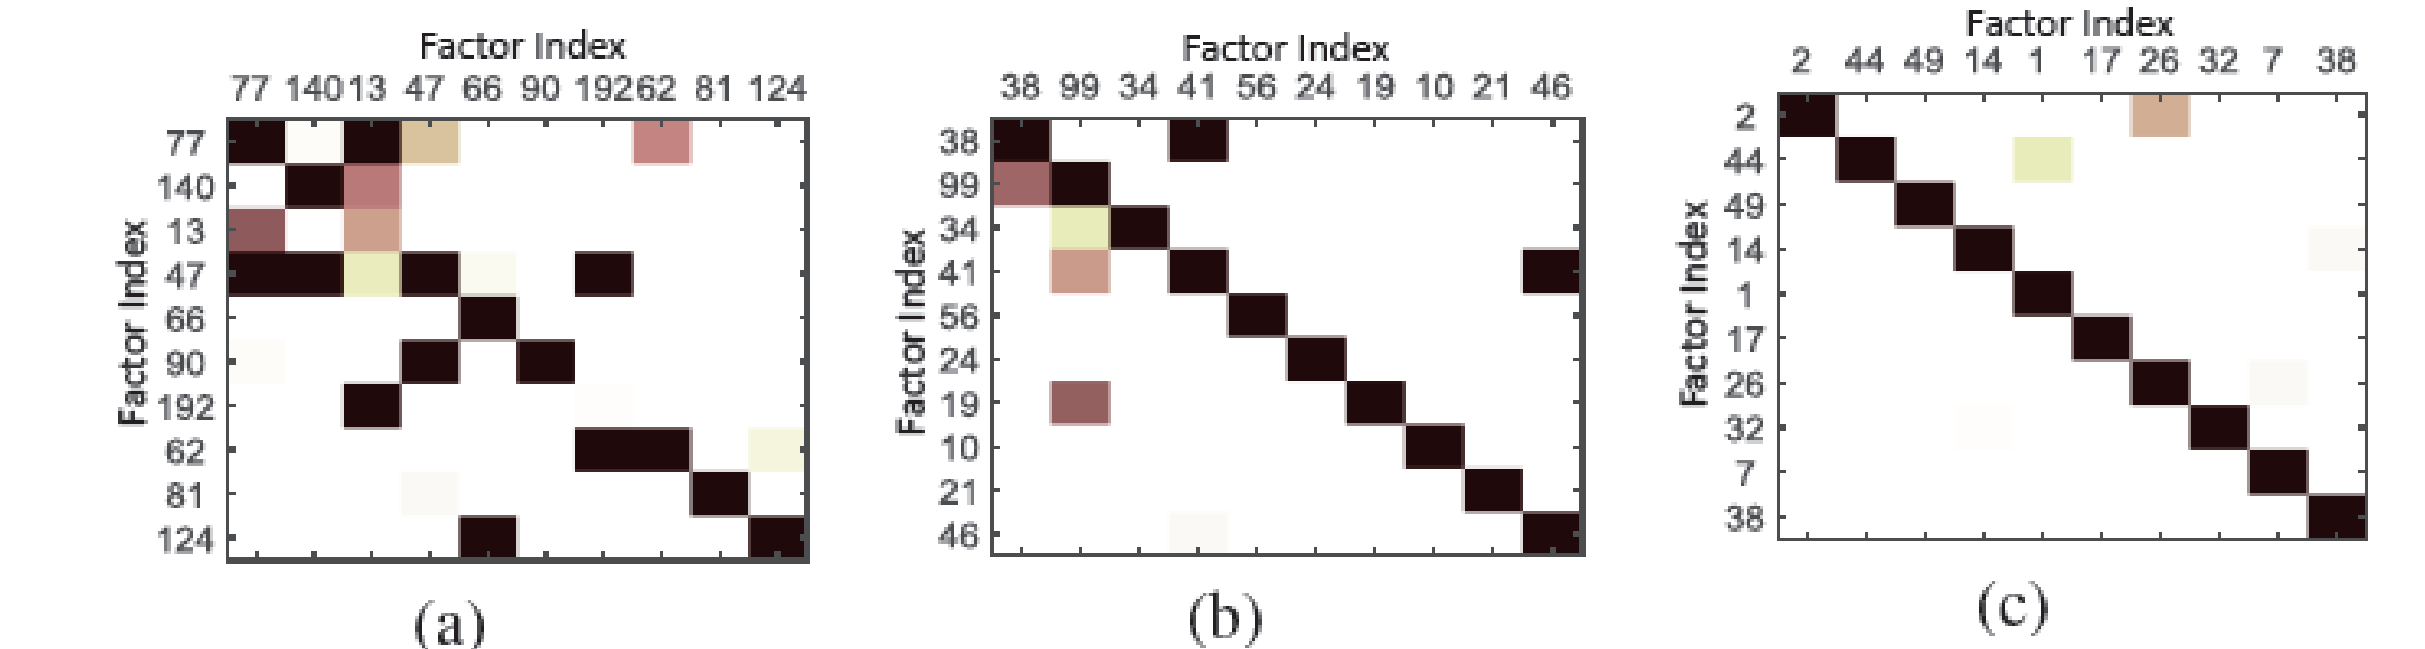 Factor Index
77 140 13 47 66 90 192 62 81 124
Factor Index
77
140
13
47
66
90
192
62
81
124
(a)
Factor Index
38 99 34 41 56 24 19 10 21 46
Factor Index
38
99
34
41
56
24
19
10
21
46
(b)
Factor Index
2 44 49 14 1 17 26 32 7 38
Factor Index
2
44
49
14
1
17
26
32
7
38
(c)